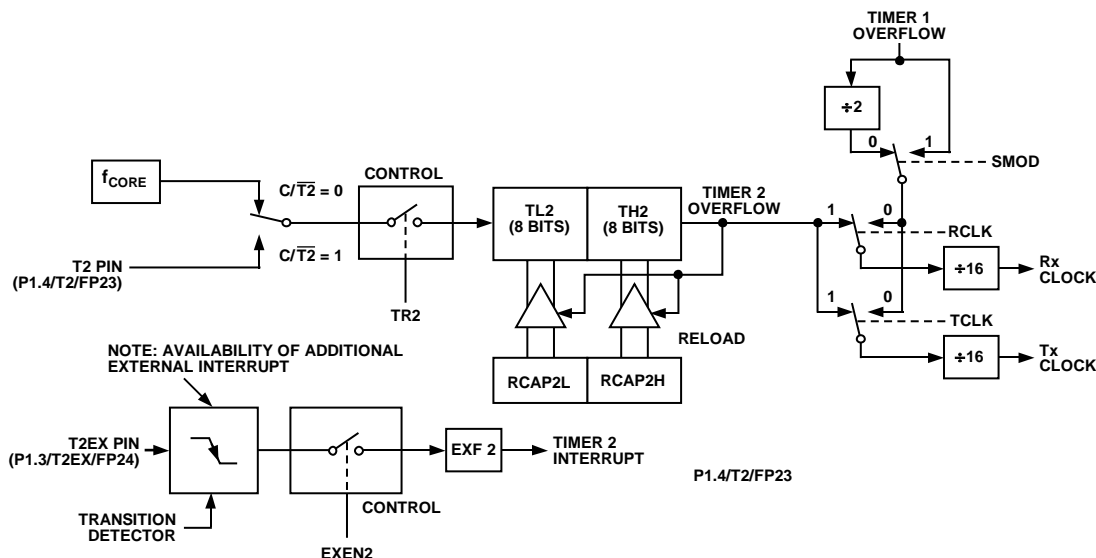 TIMER 1
OVERFLOW
÷2
0
1
SMOD
fCORE
C/T2 = 0
CONTROL
TL2
(8 BITS)
TH2
(8 BITS)
TIMER 2
OVERFLOW
1
0
RCLK
C/T2 = 1
T2 PIN
(P1.4/T2/FP23)
÷16
Rx
CLOCK
TR2
1
0
TCLK
RELOAD
÷16
Tx
CLOCK
NOTE: AVAILABILITY OF ADDITIONAL
EXTERNAL INTERRUPT
RCAP2L
RCAP2H
T2EX PIN
(P1.3/T2EX/FP24)
EXF 2
TIMER 2
INTERRUPT
P1.4/T2/FP23
CONTROL
TRANSITION
DETECTOR
EXEN2